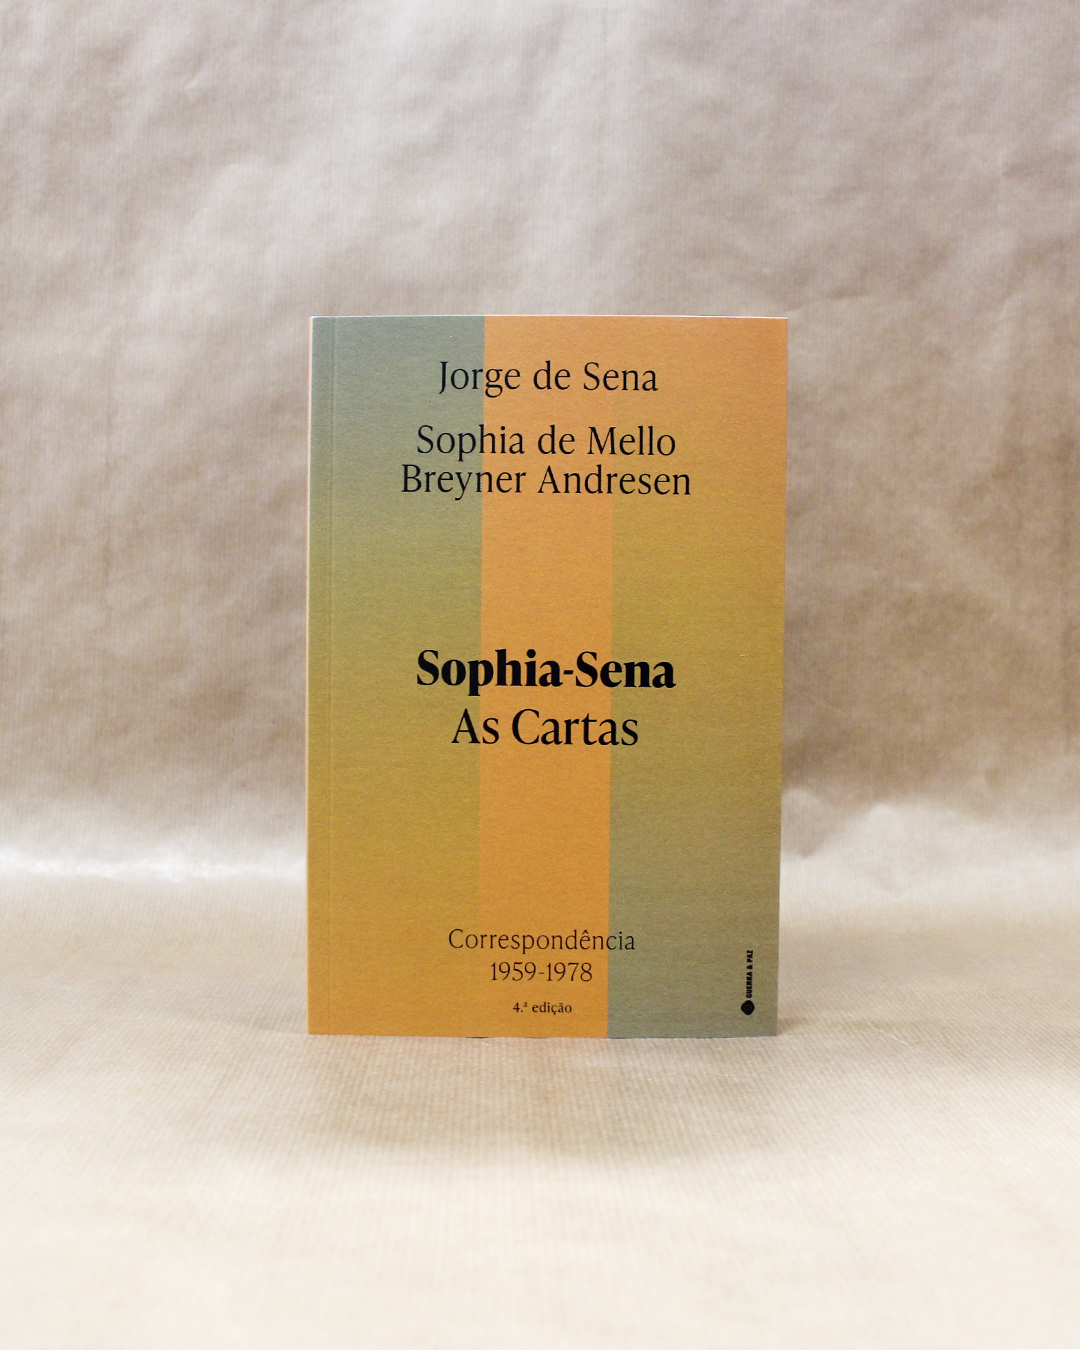 Jorge de Sena
Sophia de Mello
Breyner Andresen
Sophia-Sena
As Cartas
Correspondência
1959-1978
4.ª edição
GUERRA & PAZ